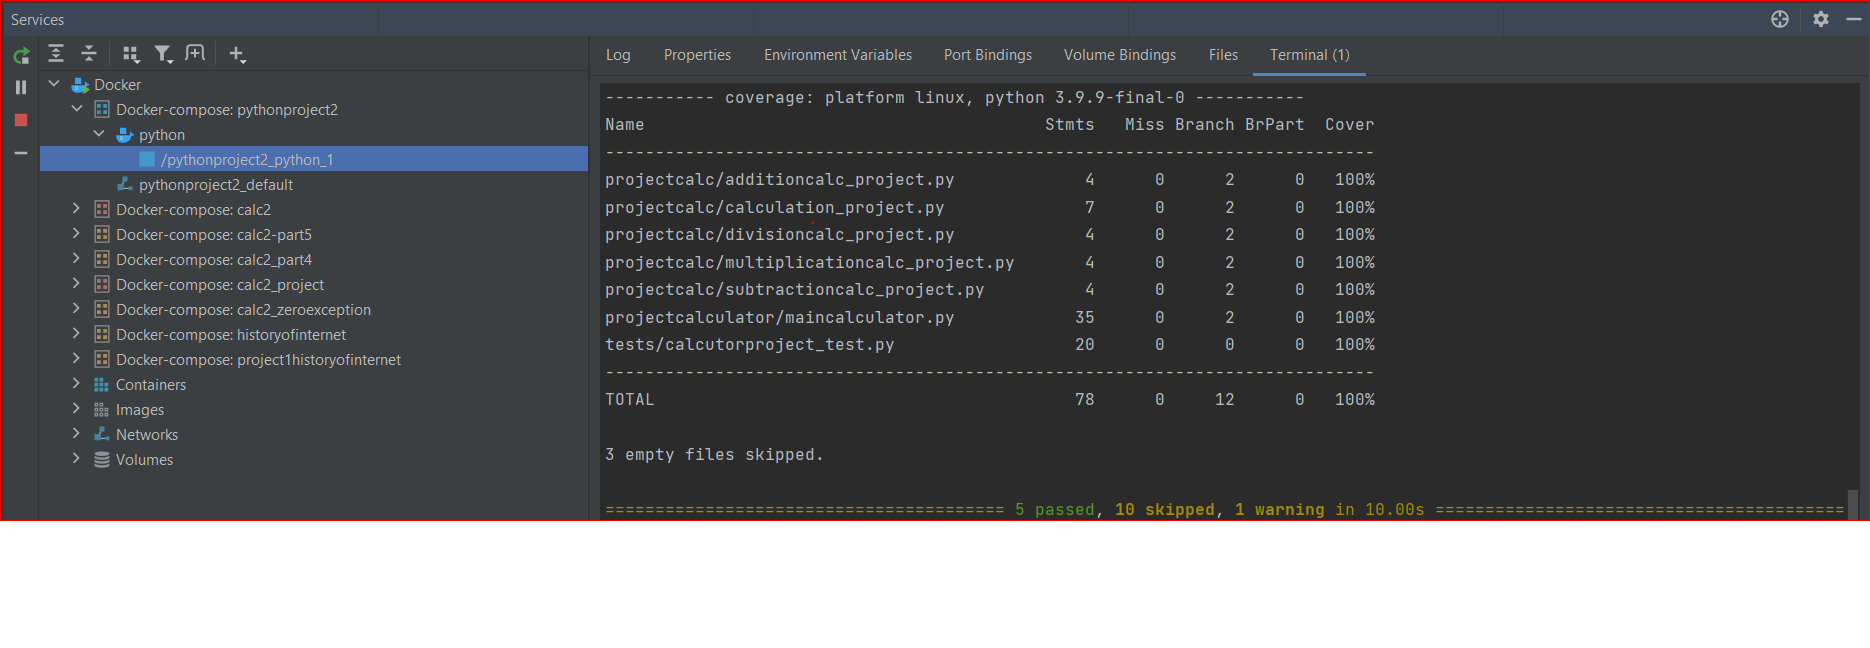 Services
Docker
Docker-compose: pythonproject2
python
/pythonproject2_python_1
pythonproject2_default
Docker-compose: calc2
Docker-compose: calc2-part5
Docker-compose: calc2_part4
Docker-compose: calc2_project
Docker-compose: calc2_zeroexception
Docker-compose: historyofinternet
Docker-compose: project1historyofinternet
Containers
Images
Networks
Volumes
Log Properties Environment Variables Port Bindings Volume Bindings Files Terminal (1)
----------- coverage: platform linux, python 3.9.9-final-0 -----------
Name Stmts Miss Branch BrPart Cover
-----------------------------------------------------------------------------
projectcalc/additioncalc_project.py 4 0 2 0 100%
projectcalc/calculation_project.py 7 0 2 0 100%
projectcalc/divisioncalc_project.py 4 0 2 0 100%
projectcalc/multiplicationcalc_project.py 4 0 2 0 100%
projectcalc/subtractioncalc_project.py 4 0 2 0 100%
projectcalculator/maincalculator.py 35 0 2 0 100%
tests/calcutorproject_test.py 20 0 0 0 100%
-----------------------------------------------------------------------------
TOTAL 78 0 12 0 100%
3 empty files skipped.
======================================== 5 passed, 10 skipped, 1 warning in 10.00s =========================================